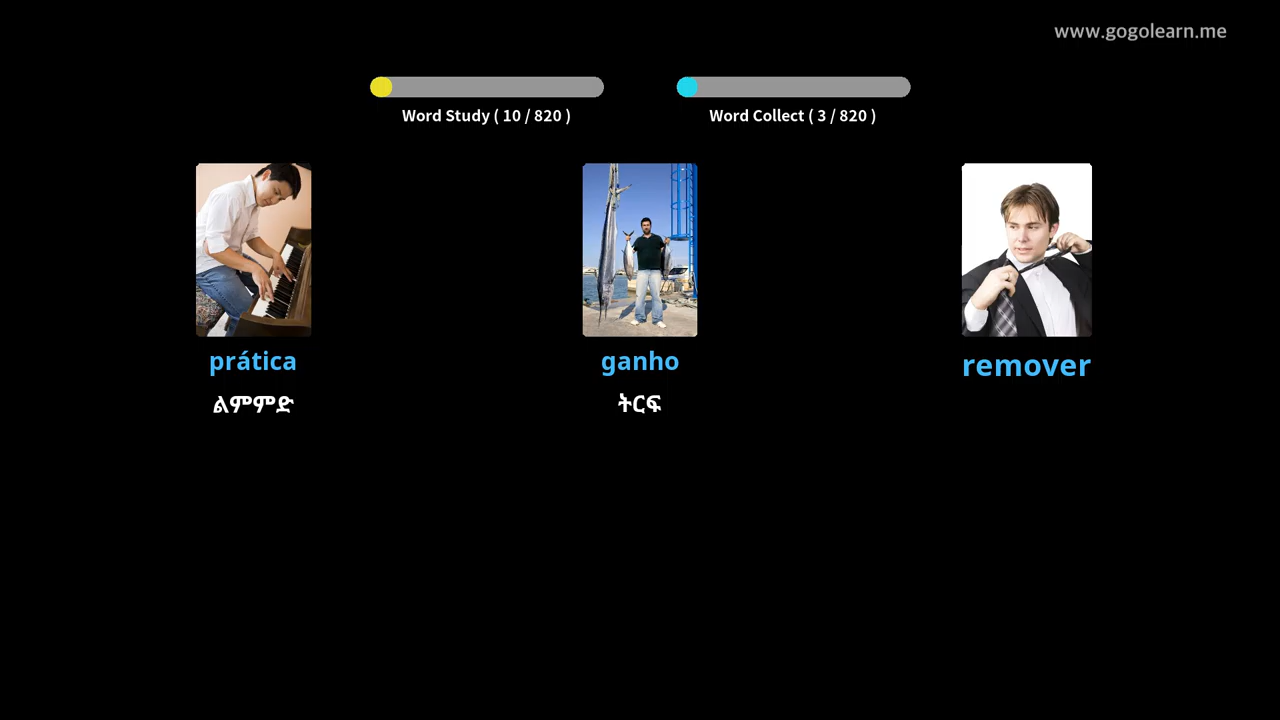 www.gogolearn.me
Word Study ( 10 / 820 )
Word Collect ( 3 / 820 )
prática
ልምምድ
ganho
ትርፍ
remover